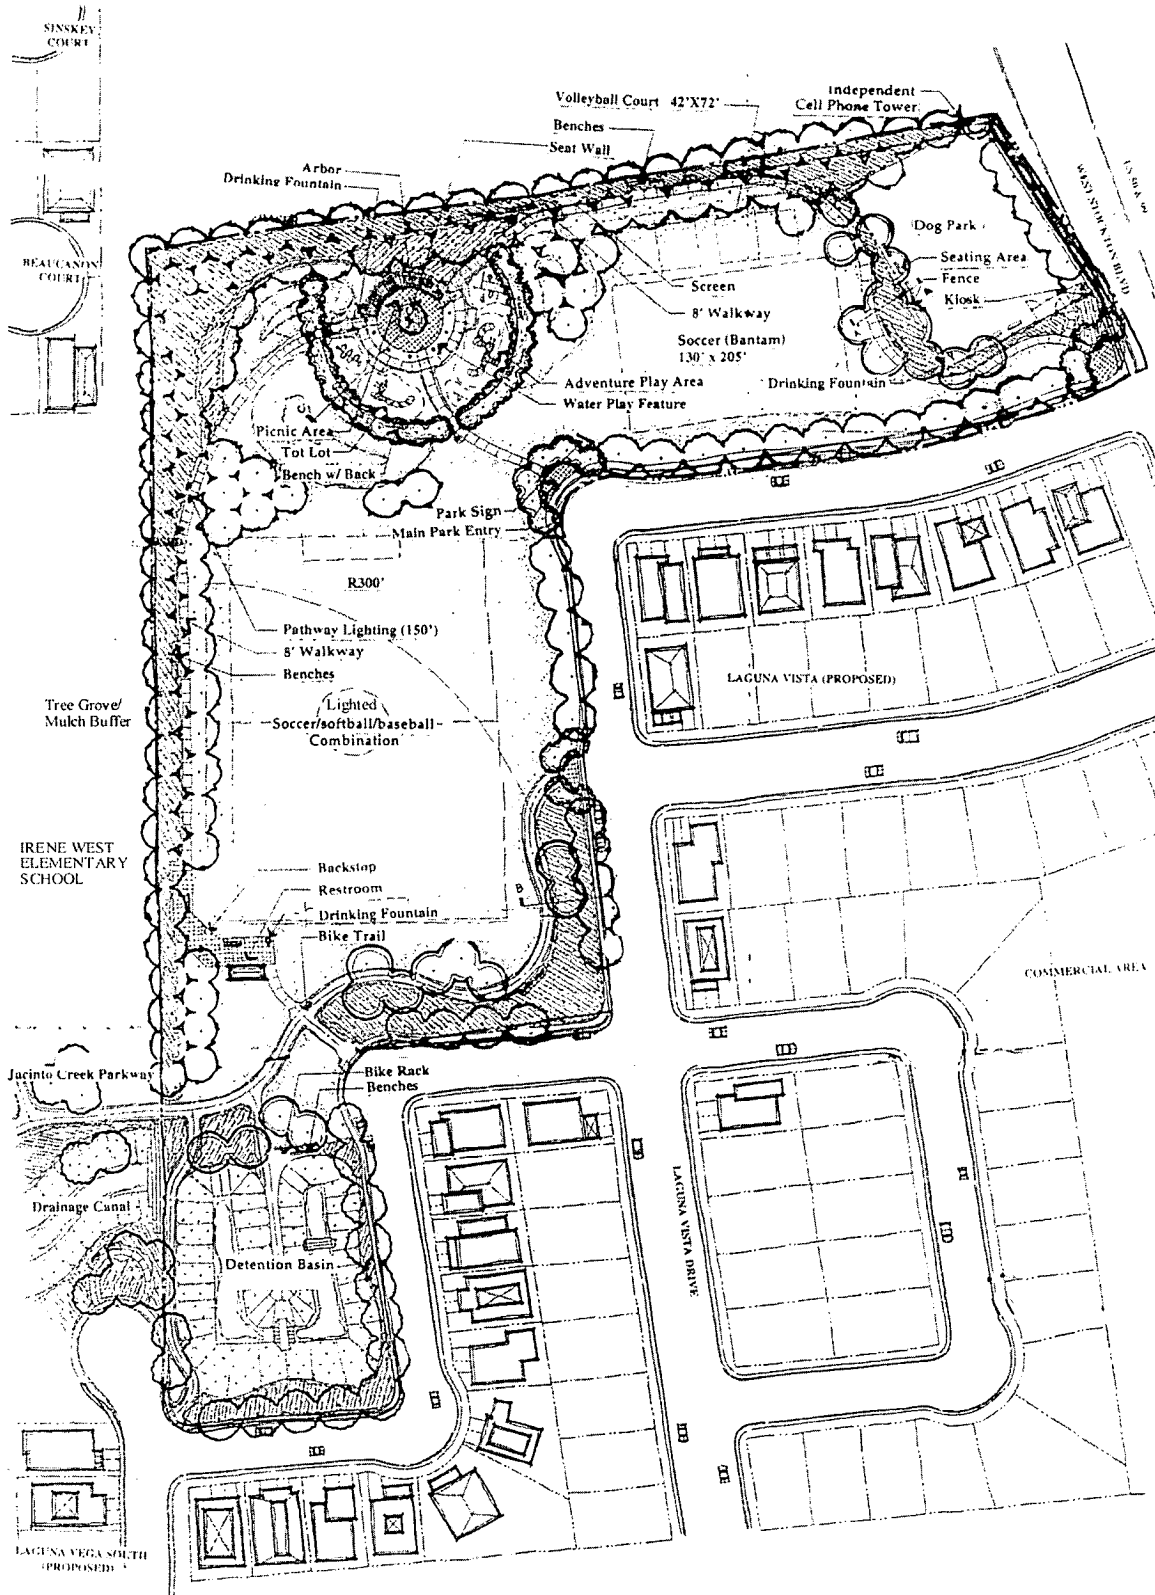 SINSKEY
COURT
Independent
Cell Phone Tower
Volleyball Court 42'X72'
Benches
Seat Wall
Arbor
Drinking Fountain
WEST STOCKTON BLVD
BEAUCANON
COURT
Dog Park
Seating Area
Fence
Kiosk
Screen
8' Walkway
Soccer (Bantam)
130' x 205'
Adventure Play Area
Drinking Fountain
Water Play Feature
Picnic Area
Tot Lot
Bench w/ Back
Park Sign
Main Park Entry
R300'
Pathway Lighting (150')
8' Walkway
Benches
LAGUNA VISTA (PROPOSED)
Tree Grove/
Mulch Buffer
Lighted
Soccer/softball/baseball
Combination
IRENE WEST
ELEMENTARY
SCHOOL
Backstop
Restroom
Drinking Fountain
Bike Trail
B
COMMERCIAL AREA
Jacinto Creek Parkway
Bike Rack
Benches
Drainage Canal
LAGUNA VISTA DRIVE
Detention Basin
LAGUNA VEGA SOUTH
(PROPOSED)